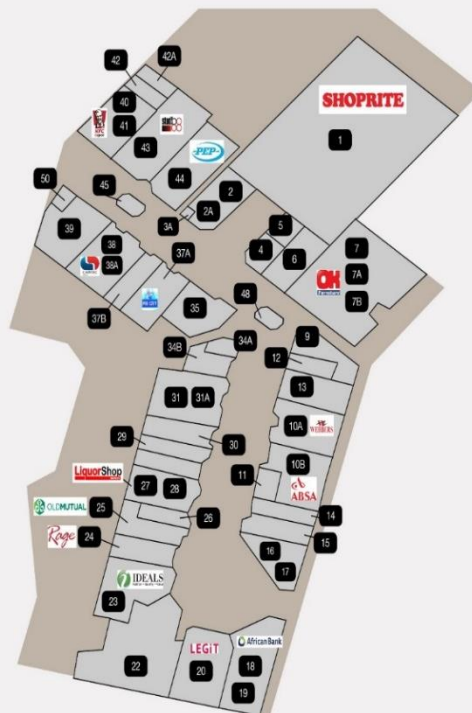 42A
42
SHOPRITE
40
KFC
41
43
PEP
1
44
50
45
2
2A
3A
5
39
38
37A
4
7
38A
6
OK
7A
7B
37B
35
48
34B
34A
9
12
31
31A
13
10A
WEBBERS
29
30
LiquorShop
10B
11
27
28
ABSA
OLDMUTUAL
25
26
14
Rage
24
15
16
IDEALS
17
23
LEGiT
African Bank
22
20
18
19